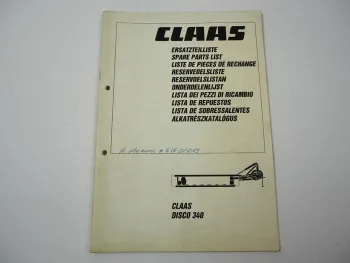 CLAAS
ERSATZTEILLISTE
SPARE PARTS LIST
LISTE DE PIECES DE RECHANGE
RESERVEDELSLISTE
RESERVDELSLISTAN
ONDERDELENLIJST
LISTA DEI PEZZI DI RICAMBIO
LISTA DE REPUESTOS
LISTA DE SOBRESSALENTES
ALKATRÉSZKATALÓGUS
CLAAS
DISCO 340